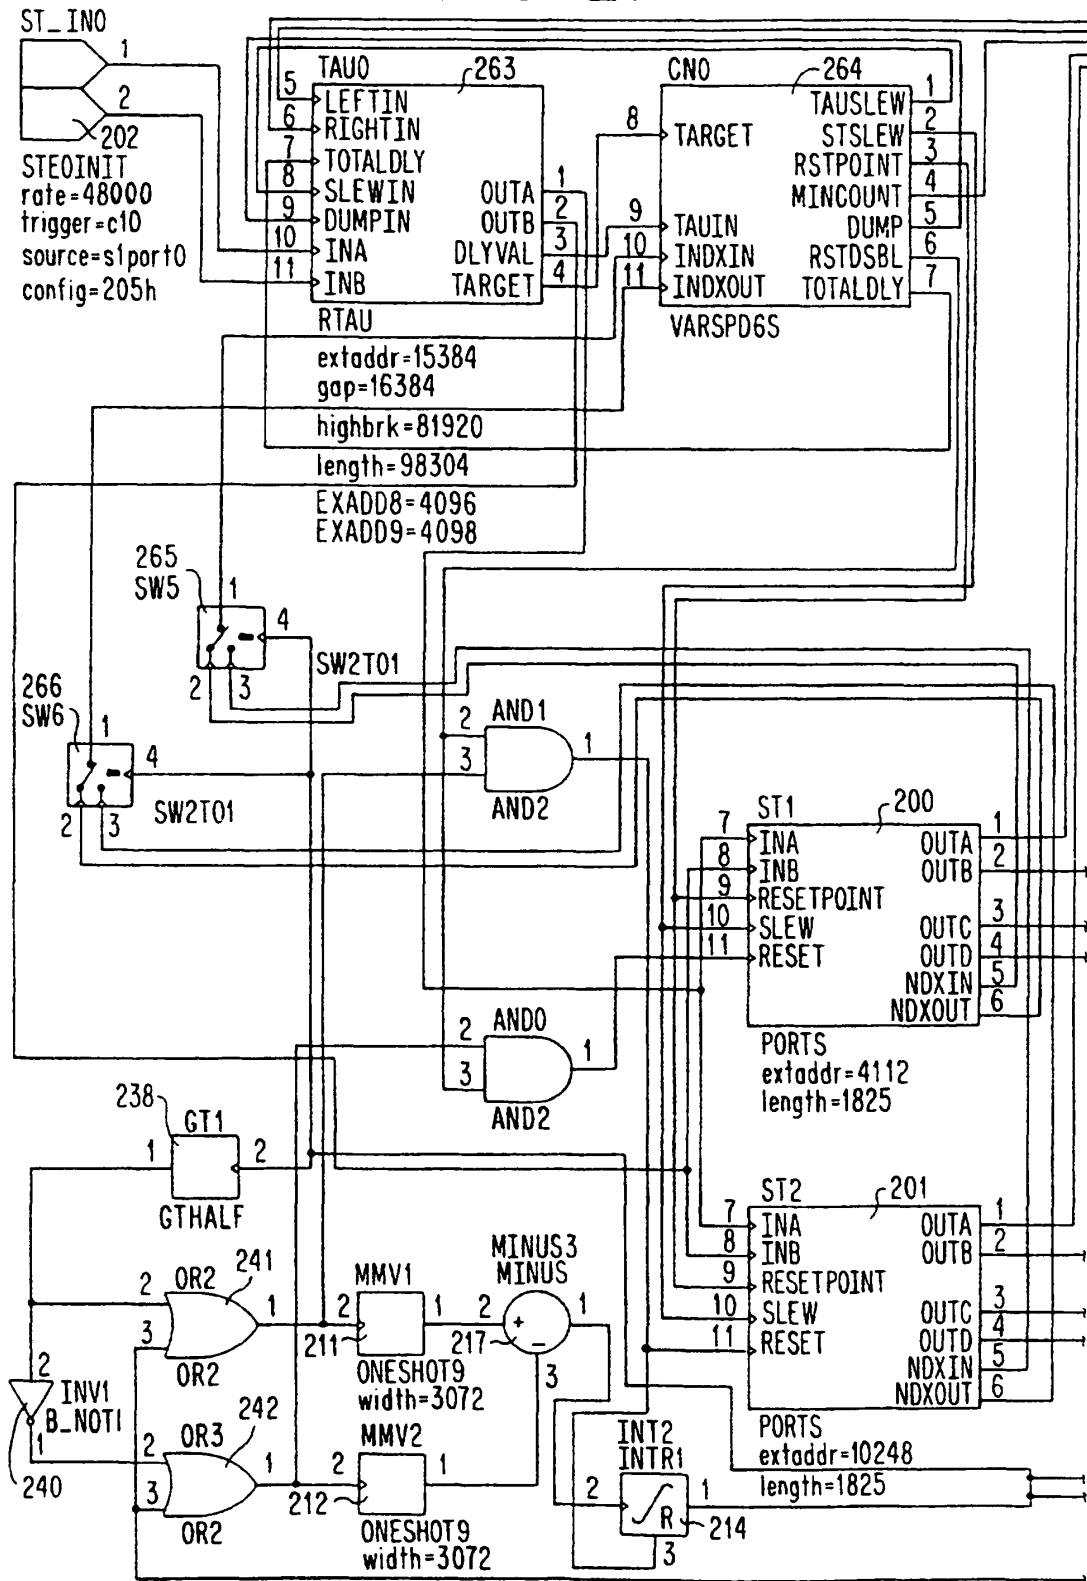 ST_IN0
1
2
202
STEOINIT
rate=48000
trigger=c10
source=s1port0
config=205h
TAU0
263
5 LEFTIN
6 RIGHTIN
7 TOTALDLY
8 SLEWIN
9 DUMPIN
10 INA
11 INB
OUTA 1
OUTB 2
DLYVAL 3
TARGET 4
RTAU
extaddr=15384
gap=16384
highbrk=81920
length=98304
EXADD8=4096
EXADD9=4098
CN0
264
8 TARGET
9 TAUIN
10 INDXIN
11 INDXOUT
TAUSLEW 1
STSLEW 2
RSTPOINT 3
MINCOUNT 4
DUMP 5
RSTDSBL 6
TOTALDLY 7
VARSPD6S
265
SW5
1
4
2
3
SW2TO1
266
SW6
1
4
2
3
SW2TO1
AND1
2
3
1
AND2
ST1
200
7 INA
8 INB
9 RESETPOINT
10 SLEW
11 RESET
OUTA 1
OUTB 2
OUTC 3
OUTD 4
NDXIN 5
NDXOUT 6
PORTS
extaddr=4112
length=1825
AND0
2
3
1
AND2
238
GT1
1
2
GTHALF
ST2
201
7 INA
8 INB
9 RESETPOINT
10 SLEW
11 RESET
OUTA 1
OUTB 2
OUTC 3
OUTD 4
NDXIN 5
NDXOUT 6
PORTS
extaddr=10248
length=1825
OR2
241
2
3
1
OR2
MMV1
2
1
211
ONESHOT9
width=3072
MINUS3
MINUS
2
+
−
1
217
3
2
INV1
B_NOT1
1
240
OR3
242
2
3
1
OR2
MMV2
2
1
212
ONESHOT9
width=3072
INT2
INTR1
2
R
1
214
3